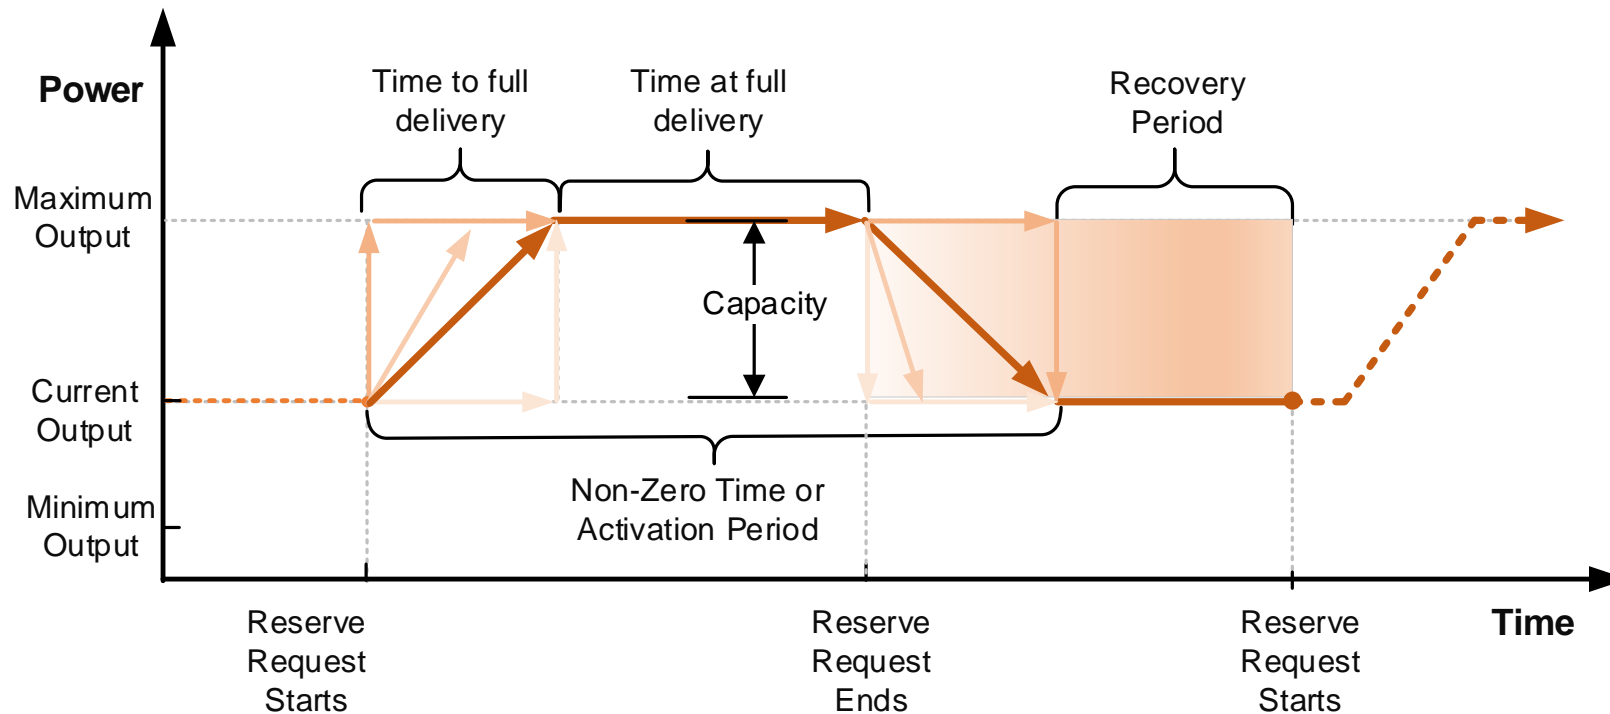 Power
Time to full
delivery
Time at full
delivery
Recovery
Period
Maximum
Output
Capacity
Current
Output
Non-Zero Time or
Activation Period
Minimum
Output
Reserve
Request
Starts
Reserve
Request
Ends
Reserve
Request
Starts
Time